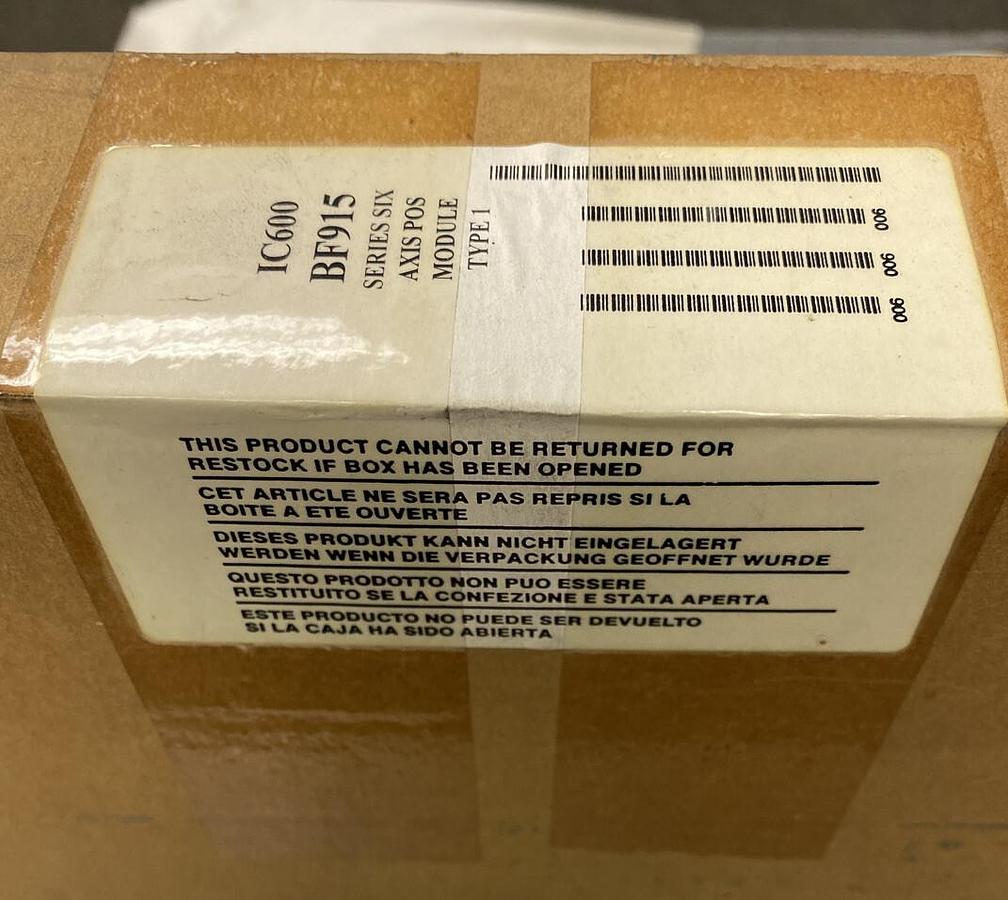 IC600
BF915
SERIES SIX
AXIS POS
MODULE
TYPE 1
006
006
006
THIS PRODUCT CANNOT BE RETURNED FOR
RESTOCK IF BOX HAS BEEN OPENED
CET ARTICLE NE SERA PAS REPRIS SI LA
BOITE A ETE OUVERTE
DIESES PRODUKT KANN NICHT EINGELAGERT
WERDEN WENN DIE VERPACKUNG GEOFFNET WURDE
QUESTO PRODOTTO NON PUO ESSERE
RESTITUITO SE LA CONFEZIONE E STATA APERTA
ESTE PRODUCTO NO PUEDE SER DEVUELTO
SI LA CAJA HA SIDO ABIERTA